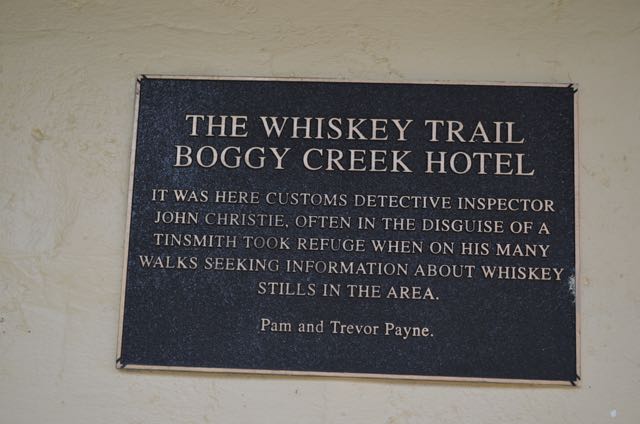 THE WHISKEY TRAIL
BOGGY CREEK HOTEL
IT WAS HERE CUSTOMS DETECTIVE INSPECTOR
JOHN CHRISTIE, OFTEN IN THE DISGUISE OF A
TINSMITH TOOK REFUGE WHEN ON HIS MANY
WALKS SEEKING INFORMATION ABOUT WHISKEY
STILLS IN THE AREA.
Pam and Trevor Payne.